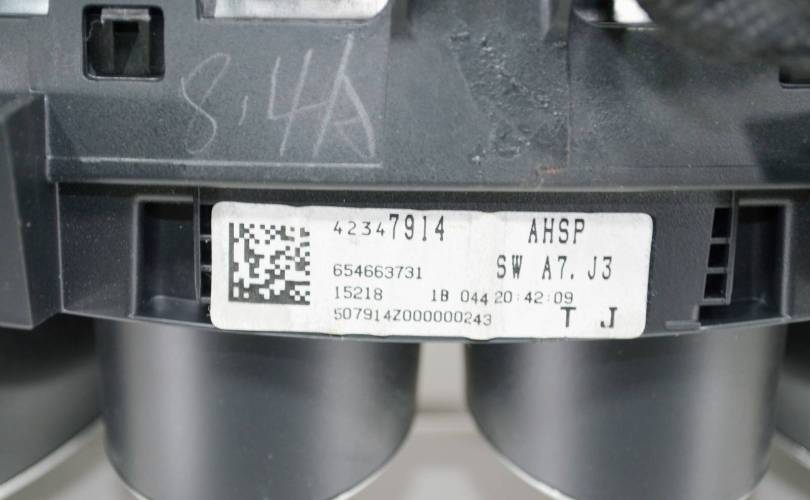 8.4A
42347914 AHSP
654663731 SW A7.J3
15218 1B 044 20:42:09
507914Z000000243 T J